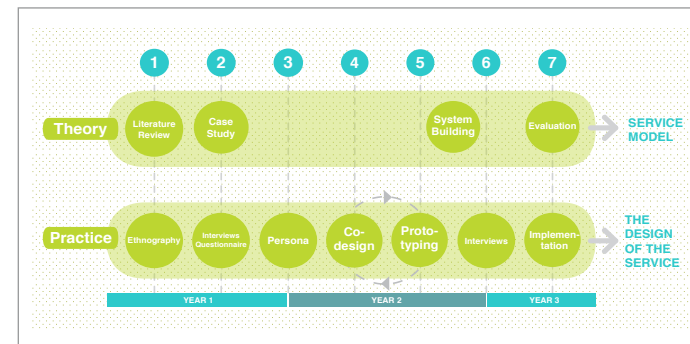 1 2 3 4 5 6 7
Theory
Literature
Review
Case
Study
System
Building
Evaluation
SERVICE
MODEL
Practice
Ethnography
Interviews
Questionnaire
Persona
Co-
design
Proto-
typing
Interviews
Implemen-
tation
THE
DESIGN
OF THE
SERVICE
YEAR 1
YEAR 2
YEAR 3